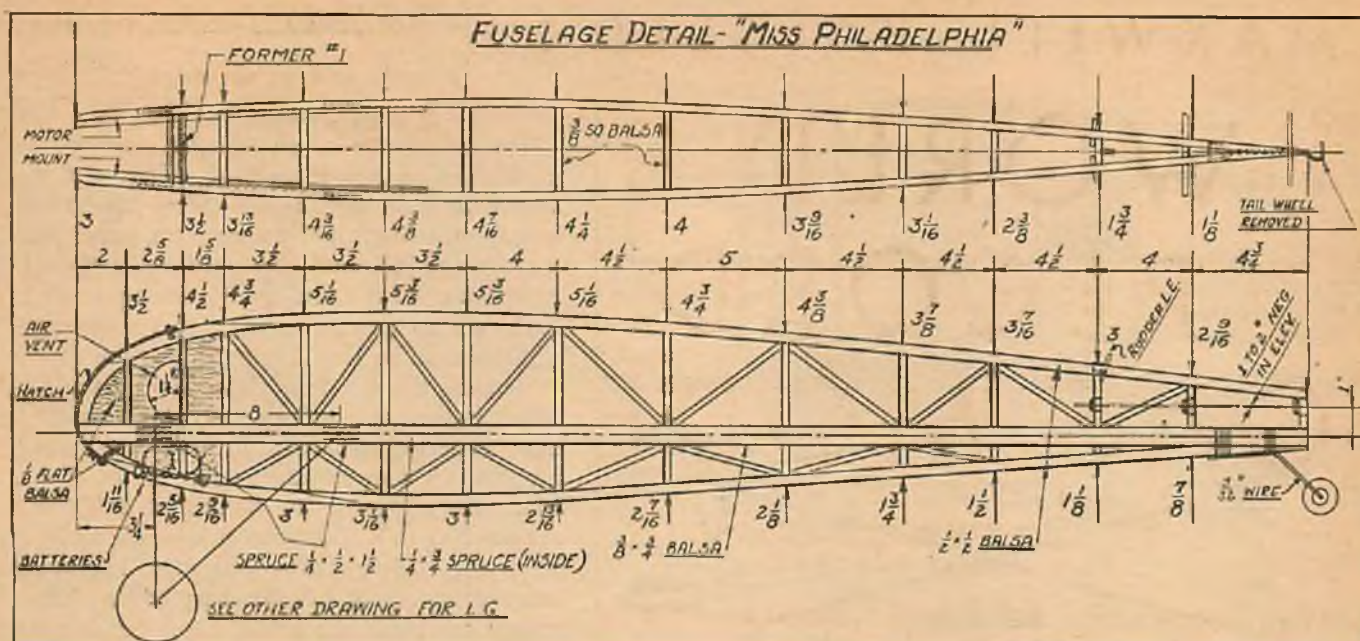 FUSELAGE DETAIL- "MISS PHILADELPHIA"
FORMER #1
MOTOR
MOUNT
3/8 SQ BALSA
TAIL WHEEL
REMOVED
3 3 1/2 3 13/16 4 3/16 4 3/8 4 7/16 4 1/4 4 3 9/16 3 1/16 2 3/8 1 3/4 1 1/8
2 2 5/8 1 5/8 3 1/2 3 1/2 3 1/2 4 4 1/2 5 4 1/2 4 1/2 4 1/2 4 4 3/4
3 1/2 4 1/2 4 3/4 5 1/16 5 3/16 5 3/16 5 1/16 4 3/4 4 3/8 3 7/8 3 7/16 3 2 9/16
RUDDER L.E.
NEG
IN ELEV.
AIR
VENT
HATCH
8
1"
1/8 FLAT
BALSA
1 11/16 2 5/16 2 9/16 3 3 1/16 3 2 13/16 2 7/16 2 1/8 1 3/4 1 1/2 1 1/8 7/8
3 1/4
WIRE
BATTERIES
SPRUCE 1/4 = 1/2 = 1 1/2
1/4 = 3/4 SPRUCE (INSIDE)
3/8 = 3/4 BALSA
1/2 = 1/2 BALSA
SEE OTHER DRAWING FOR L.G.